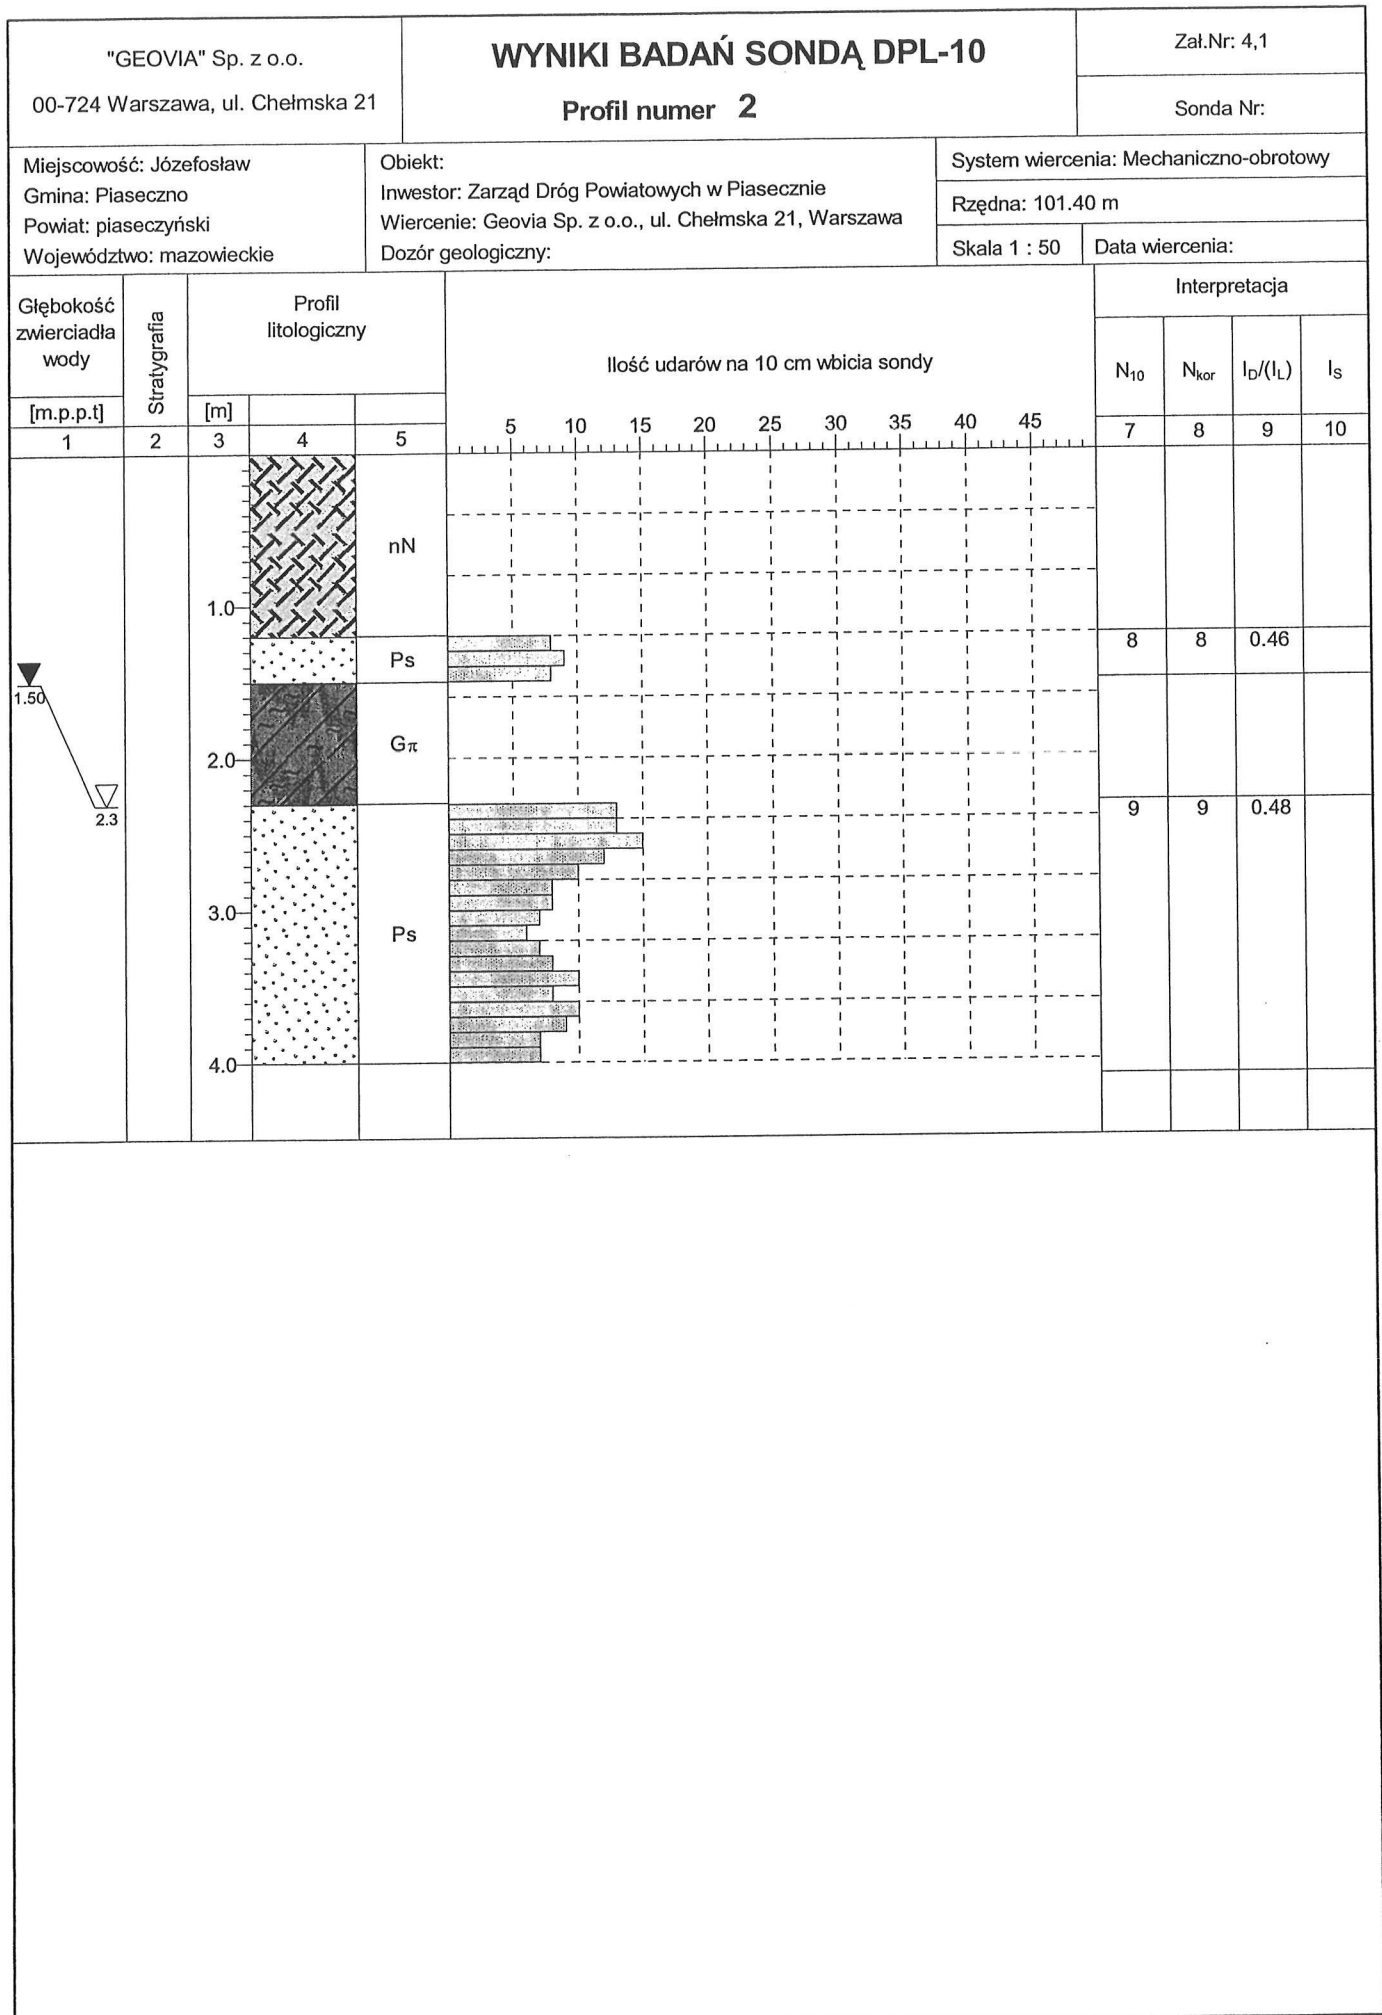 "GEOVIA" Sp. z o.o.
00-724 Warszawa, ul. Chełmska 21
WYNIKI BADAŃ SONDĄ DPL-10
Profil numer 2
Zał.Nr: 4,1
Sonda Nr:
Miejscowość: Józefosław
Gmina: Piaseczno
Powiat: piaseczyński
Województwo: mazowieckie
Obiekt:
Inwestor: Zarząd Dróg Powiatowych w Piasecznie
Wiercenie: Geovia Sp. z o.o., ul. Chełmska 21, Warszawa
Dozór geologiczny:
System wiercenia: Mechaniczno-obrotowy
Rzędna: 101.40 m
Skala 1 : 50
Data wiercenia:
Głębokość
zwierciadła
wody
[m.p.p.t]
Stratygrafia
Profil
litologiczny
[m]
Ilość udarów na 10 cm wbicia sondy
5 10 15 20 25 30 35 40 45
Interpretacja
N10 Nkor ID/(IL) IS
1 2 3 4 5 7 8 9 10
nN
1.0
Ps
8 8 0.46
1.50
Gπ
2.0
2.3
9 9 0.48
3.0
Ps
4.0